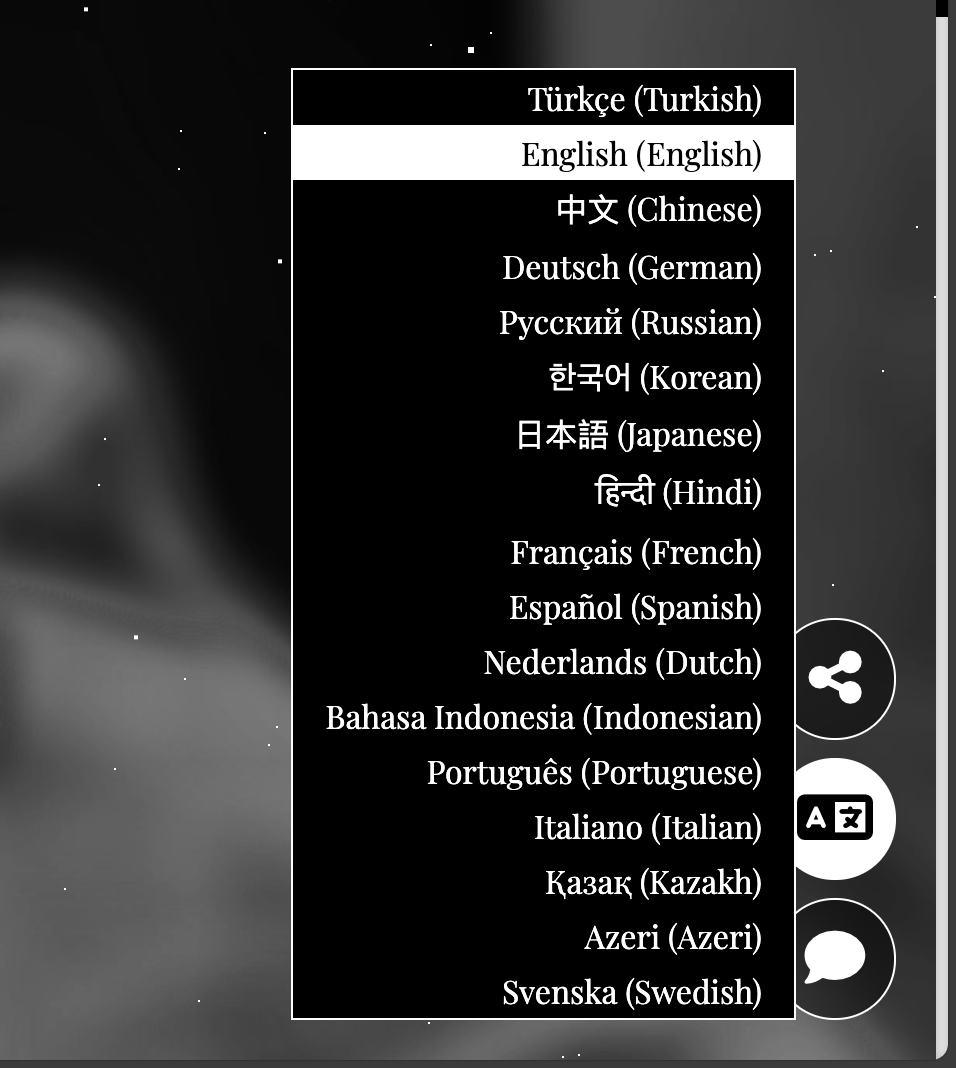 Türkçe (Turkish)
English (English)
中文 (Chinese)
Deutsch (German)
Русский (Russian)
한국어 (Korean)
日本語 (Japanese)
हिन्दी (Hindi)
Français (French)
Español (Spanish)
Nederlands (Dutch)
Bahasa Indonesia (Indonesian)
Português (Portuguese)
Italiano (Italian)
Қазақ (Kazakh)
Azeri (Azeri)
Svenska (Swedish)
A 文